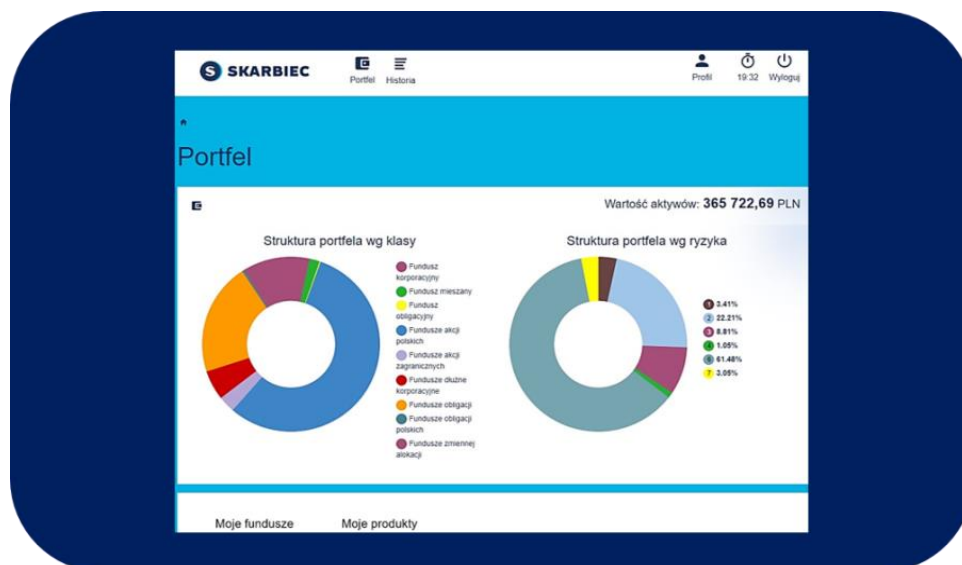 S SKARBIEC
Portfel
Historia
Profil
19:32
Wyloguj
Portfel
Wartość aktywów: 365 722,69 PLN
Struktura portfela wg klasy
Fundusz
korporacyjny
Fundusz mieszany
Fundusz
obligacyjny
Fundusze akcji
polskich
Fundusze akcji
zagranicznych
Fundusze dłużne
korporacyjne
Fundusze obligacji
Fundusze obligacji
polskich
Fundusze zmiennej
alokacji
Struktura portfela wg ryzyka
1 3.41%
2 22.21%
3 8.81%
4 1.05%
6 61.48%
7 3.05%
Moje fundusze
Moje produkty